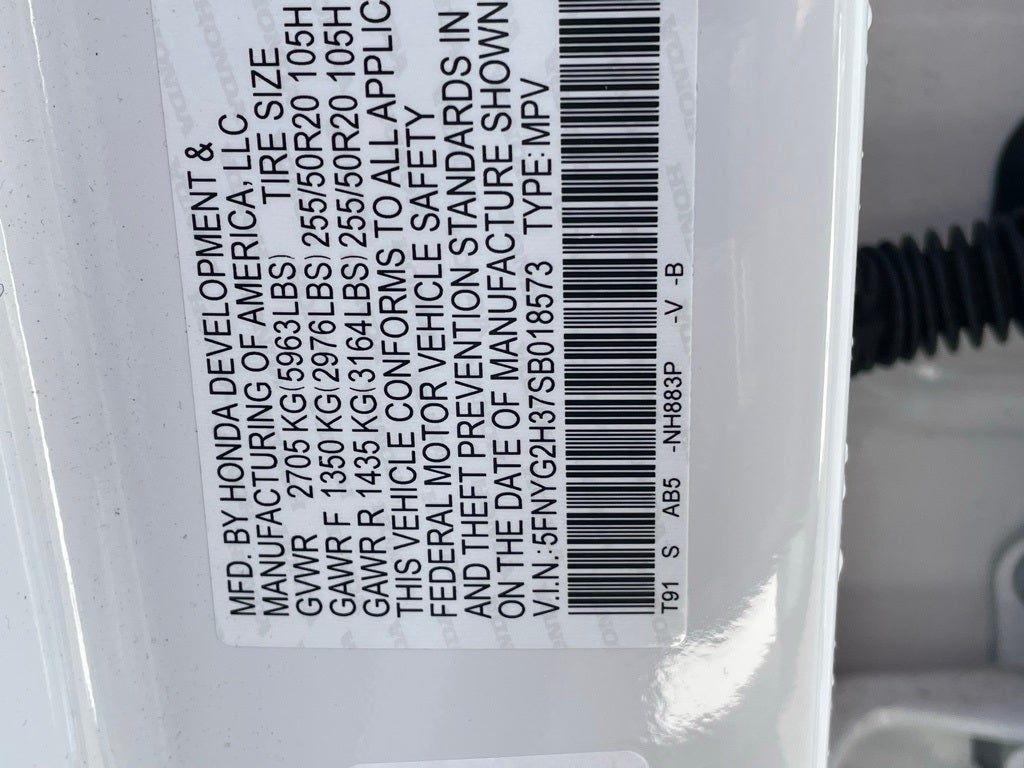 MFD. BY HONDA DEVELOPMENT &
MANUFACTURING OF AMERICA, LLC
GVWR 2705 KG(5963LBS) TIRE SIZE
GAWR F 1350 KG(2976LBS) 255/50R20 105H
GAWR R 1435 KG(3164LBS) 255/50R20 105H
THIS VEHICLE CONFORMS TO ALL APPLIC
FEDERAL MOTOR VEHICLE SAFETY
AND THEFT PREVENTION STANDARDS IN
ON THE DATE OF MANUFACTURE SHOWN
V.I.N.:5FNYG2H37SB018573 TYPE:MPV
T91 S AB5 -NH883P -V -B